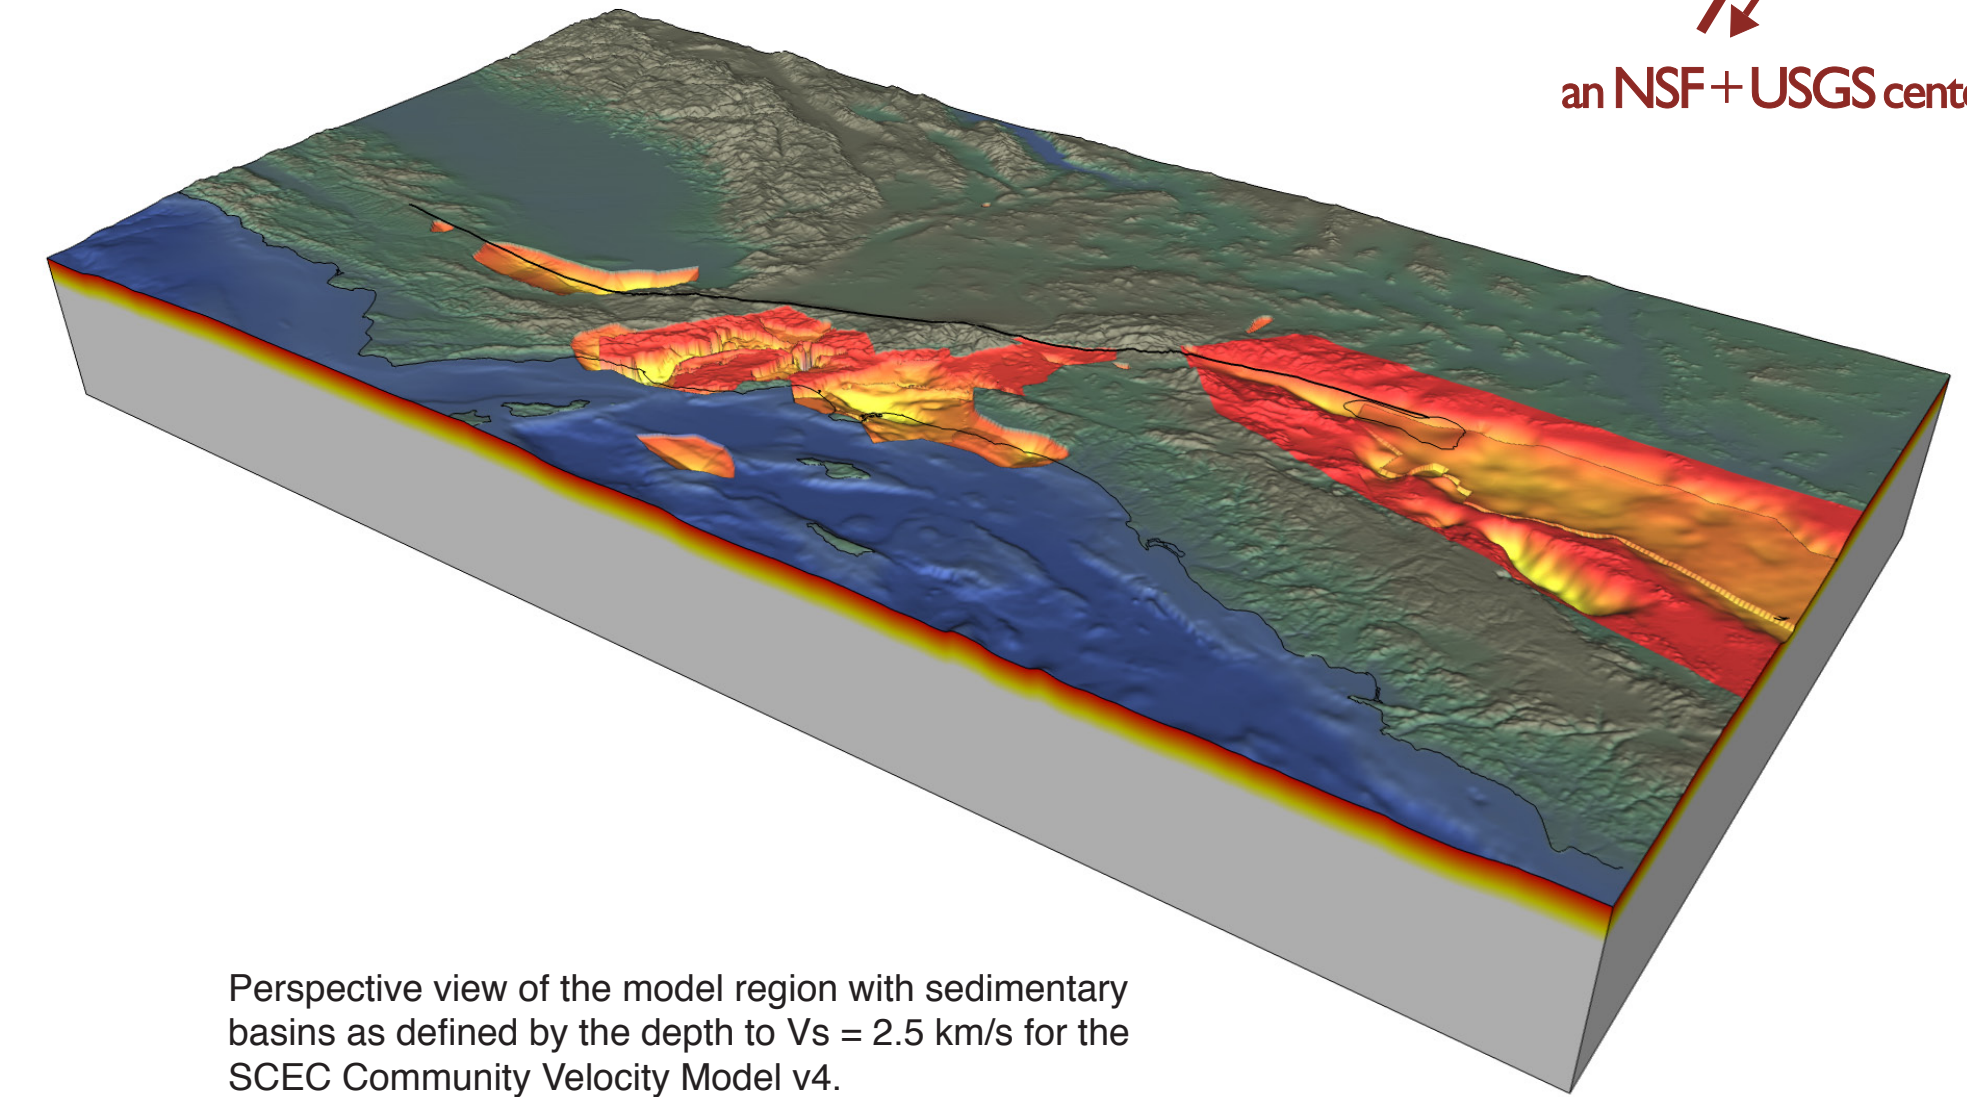 an NSF+USGS
Perspective view of the model region with sedimentary
basins as defined by the depth to Vs = 2.5 km/s for the
SCEC Community Velocity Model v4.